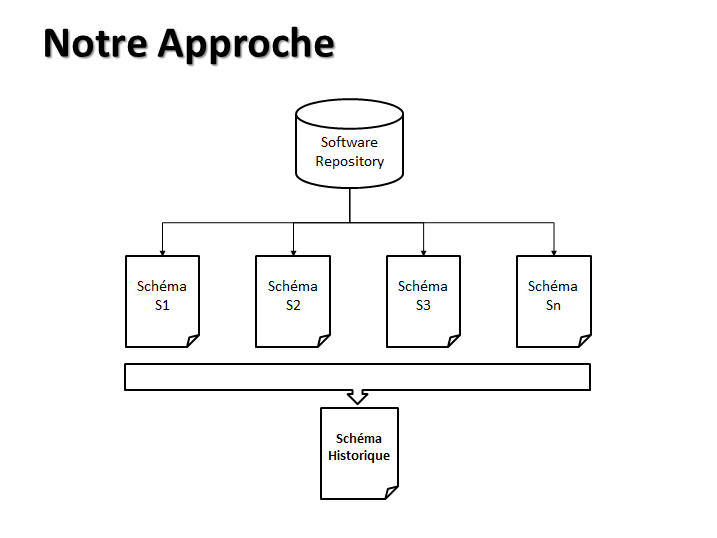 Notre Approche
Software
Repository
Schéma
S1
Schéma
S2
Schéma
S3
Schéma
Sn
Schéma
Historique